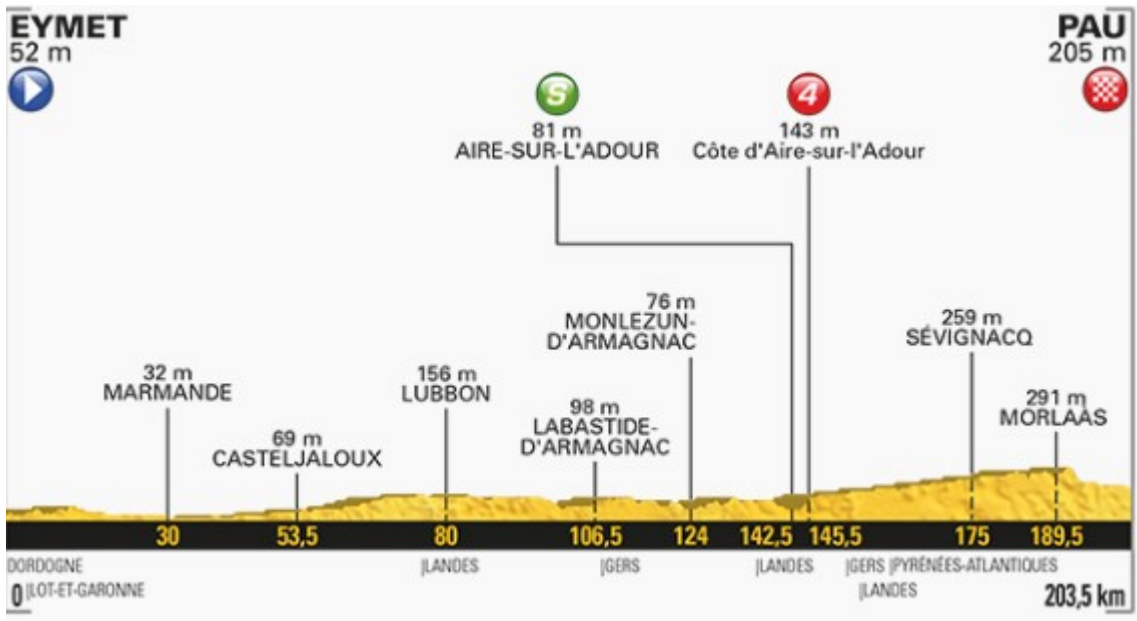 EYMET
52 m
PAU
205 m
S
81 m
AIRE-SUR-L'ADOUR
4
143 m
Côte d'Aire-sur-l'Adour
76 m
MONLEZUN-
D'ARMAGNAC
259 m
SÉVIGNACQ
32 m
MARMANDE
156 m
LUBBON
98 m
LABASTIDE-
D'ARMAGNAC
291 m
MORLAÀS
69 m
CASTELJALOUX
30 53,5 80 106,5 124 142,5 145,5 175 189,5
DORDOGNE |LANDES |GERS |LANDES |GERS |PYRÉNÉES-ATLANTIQUES
0 |LOT-ET-GARONNE |LANDES 203,5 km